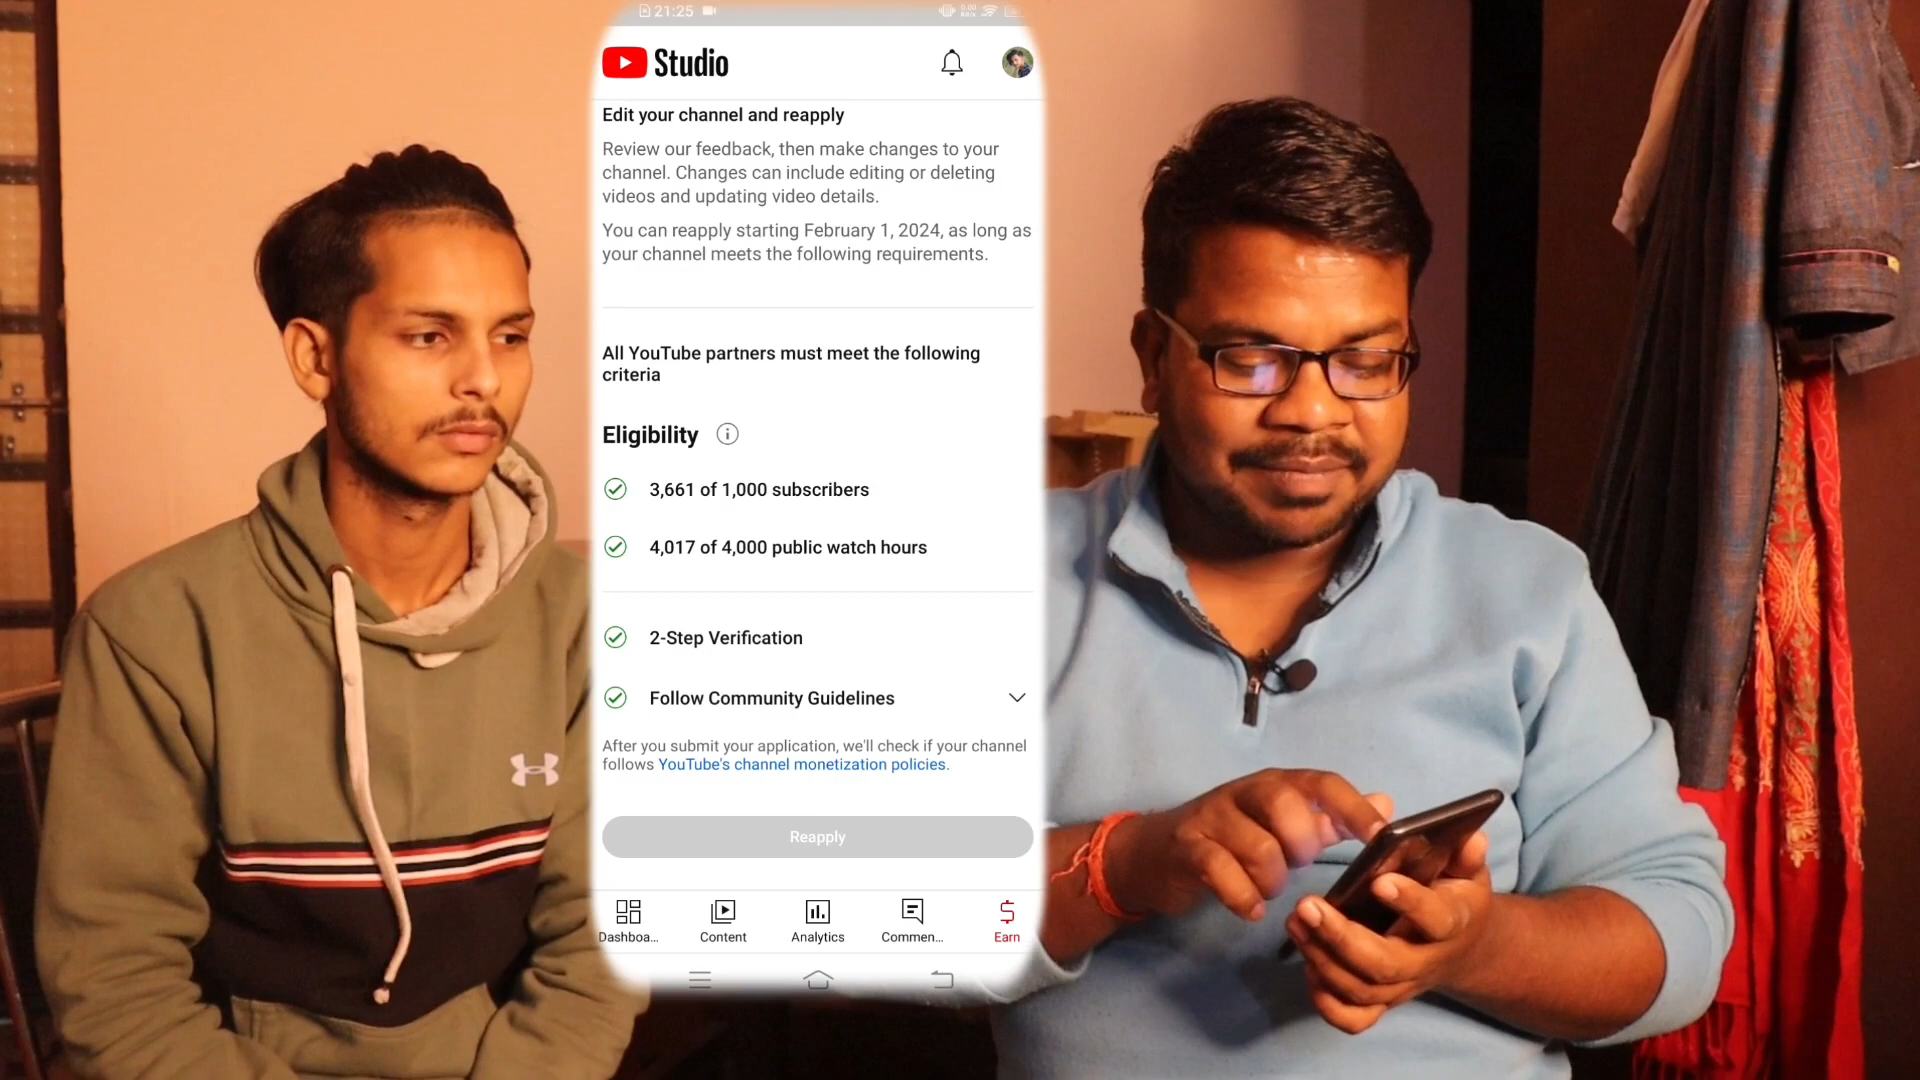 21:25
Studio
Edit your channel and reapply
Review our feedback, then make changes to your
channel. Changes can include editing or deleting
videos and updating video details.
You can reapply starting February 1, 2024, as long as
your channel meets the following requirements.
All YouTube partners must meet the following
criteria
Eligibility
3,661 of 1,000 subscribers
4,017 of 4,000 public watch hours
2-Step Verification
Follow Community Guidelines
After you submit your application, we'll check if your channel
follows YouTube's channel monetization policies.
Reapply
Dashboa... Content Analytics Commen... Earn